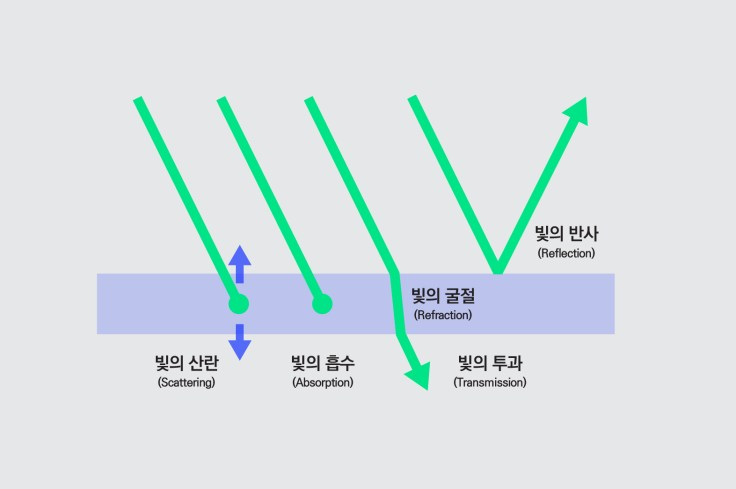 빛의 반사
(Reflection)
빛의 굴절
(Refraction)
빛의 산란
(Scattering)
빛의 흡수
(Absorption)
빛의 투과
(Transmission)